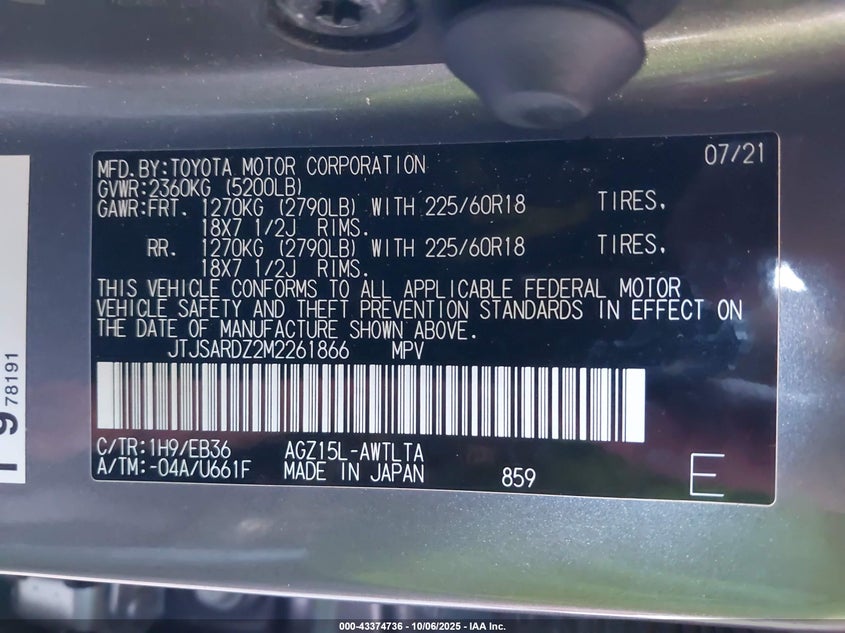 MFD.BY:TOYOTA MOTOR CORPORATION 07/21
GVWR:2360KG (5200LB)
GAWR:FRT. 1270KG (2790LB) WITH 225/60R18 TIRES,
18X7 1/2J RIMS.
RR. 1270KG (2790LB) WITH 225/60R18 TIRES,
18X7 1/2J RIMS.
THIS VEHICLE CONFORMS TO ALL APPLICABLE FEDERAL MOTOR
VEHICLE SAFETY AND THEFT PREVENTION STANDARDS IN EFFECT ON
THE DATE OF MANUFACTURE SHOWN ABOVE.
JTJSARDZ2M2261866 MPV
C/TR:1H9/EB36 AGZ15L-AWTLTA
A/TM:-04A/U661F MADE IN JAPAN 859 E
78191
000-43374736 - 10/06/2025 - IAA Inc.